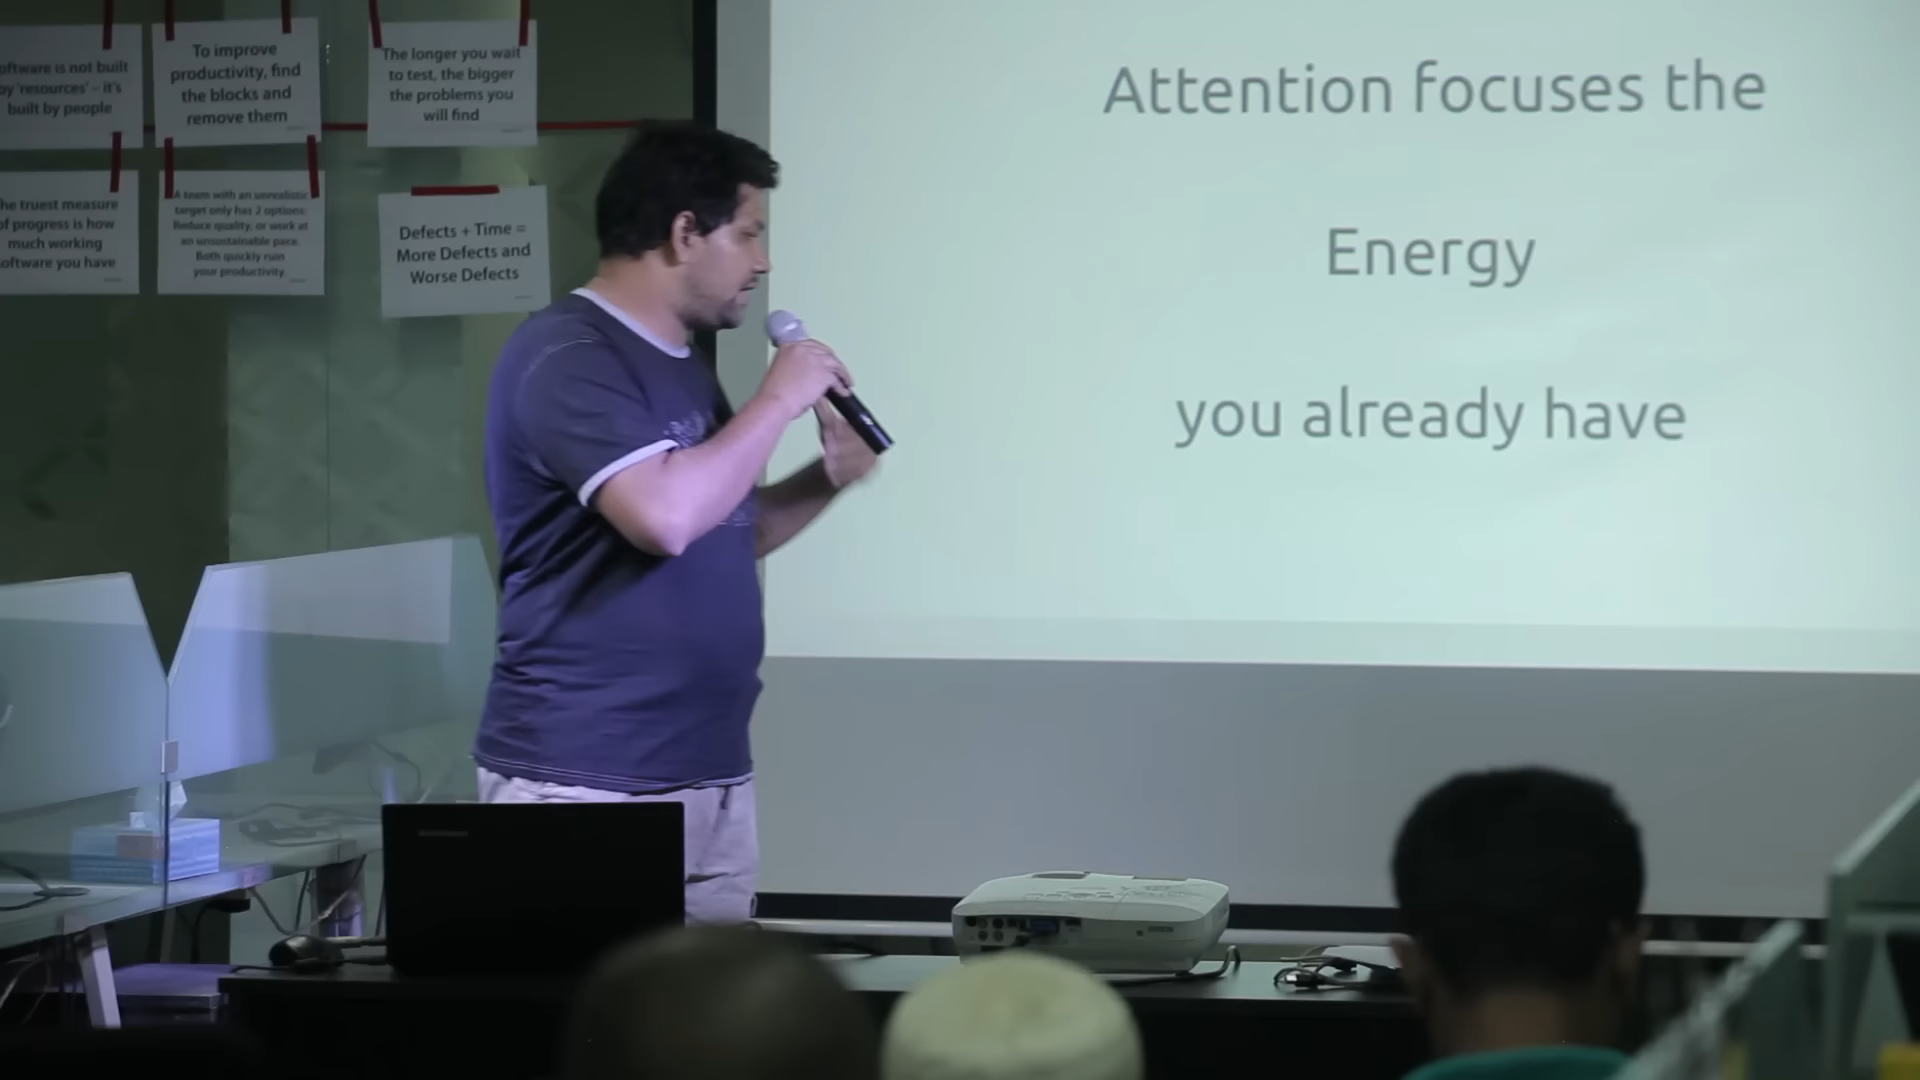 oftware is not built
by 'resources' – it's
built by people
To improve
productivity, find
the blocks and
remove them
The longer you wait
to test, the bigger
the problems you
will find
he truest measure
of progress is how
much working
oftware you have
A team with an unrealistic
target only has 2 options:
Reduce quality, or work at
an unsustainable pace.
Both quickly ruin
your productivity.
Defects + Time =
More Defects and
Worse Defects
Attention focuses the
Energy
you already have